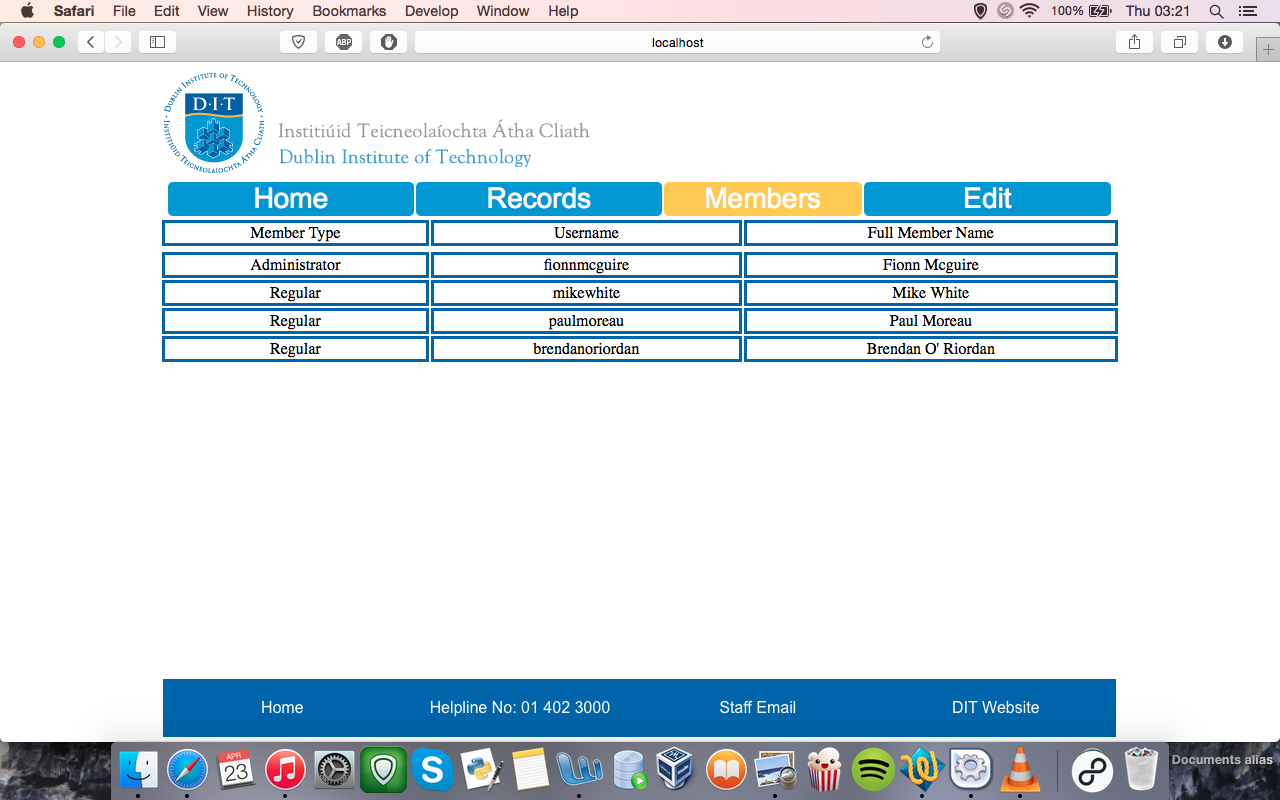 Safari File Edit View History Bookmarks Develop Window Help 100% Thu 03:21
ABP localhost
DUBLIN INSTITUTE OF TECHNOLOGY
INSTITIÚID TEICNEOLAÍOCHTA ÁTHA CLIATH
D·I·T
Institiúid Teicneolaíochta Átha Cliath
Dublin Institute of Technology
Home Records Members Edit
Member Type Username Full Member Name
Administrator fionnmcguire Fionn Mcguire
Regular mikewhite Mike White
Regular paulmoreau Paul Moreau
Regular brendanoriordan Brendan O' Riordan
Home Helpline No: 01 402 3000 Staff Email DIT Website
APR
23
Documents alias